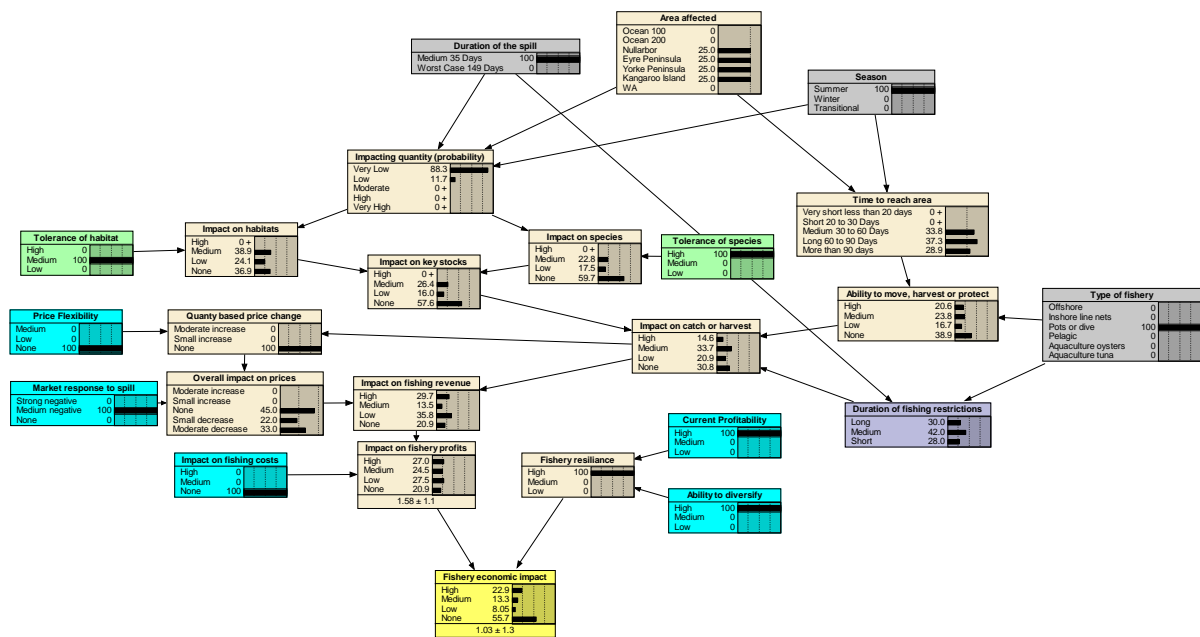 Area affected
Ocean 100 0
Ocean 200 0
Nullarbor 25.0
Eyre Peninsula 25.0
Yorke Peninsula 25.0
Kangaroo Island 25.0
WA 0
Duration of the spill
Medium 35 Days 100
Worst Case 149 Days 0
Season
Summer 100
Winter 0
Transitional 0
Impacting quantity (probability)
Very Low 88.3
Low 11.7
Moderate 0 +
High 0 +
Very High 0 +
Time to reach area
Very short less than 20 days 0 +
Short 20 to 30 Days 0 +
Medium 30 to 60 Days 33.8
Long 60 to 90 Days 37.3
More than 90 days 28.9
Tolerance of habitat
High 0
Medium 100
Low 0
Impact on habitats
High 0 +
Medium 38.9
Low 24.1
None 36.9
Impact on species
High 0 +
Medium 22.8
Low 17.5
None 59.7
Tolerance of species
High 100
Medium 0
Low 0
Impact on key stocks
High 0 +
Medium 26.4
Low 16.0
None 57.6
Ability to move, harvest or protect
High 20.6
Medium 23.8
Low 16.7
None 38.9
Type of fishery
Offshore 0
Inshore line nets 0
Pots or dive 100
Pelagic 0
Aquaculture oysters 0
Aquaculture tuna 0
Price Flexibility
Medium 0
Low 0
None 100
Quanty based price change
Moderate increase 0
Small increase 0
None 100
Impact on catch or harvest
High 14.6
Medium 33.7
Low 20.9
None 30.8
Market response to spill
Strong negative 0
Medium negative 100
None 0
Overall impact on prices
Moderate increase 0
Small increase 0
None 45.0
Small decrease 22.0
Moderate decrease 33.0
Impact on fishing revenue
High 29.7
Medium 13.5
Low 35.8
None 20.9
Duration of fishing restrictions
Long 30.0
Medium 42.0
Short 28.0
Current Profitability
High 100
Medium 0
Low 0
Impact on fishing costs
High 0
Medium 0
None 100
Impact on fishery profits
High 27.0
Medium 24.5
Low 27.5
None 20.9
1.58 ± 1.1
Fishery resiliance
High 100
Medium 0
Low 0
Ability to diversify
High 100
Medium 0
Low 0
Fishery economic impact
High 22.9
Medium 13.3
Low 8.05
None 55.7
1.03 ± 1.3